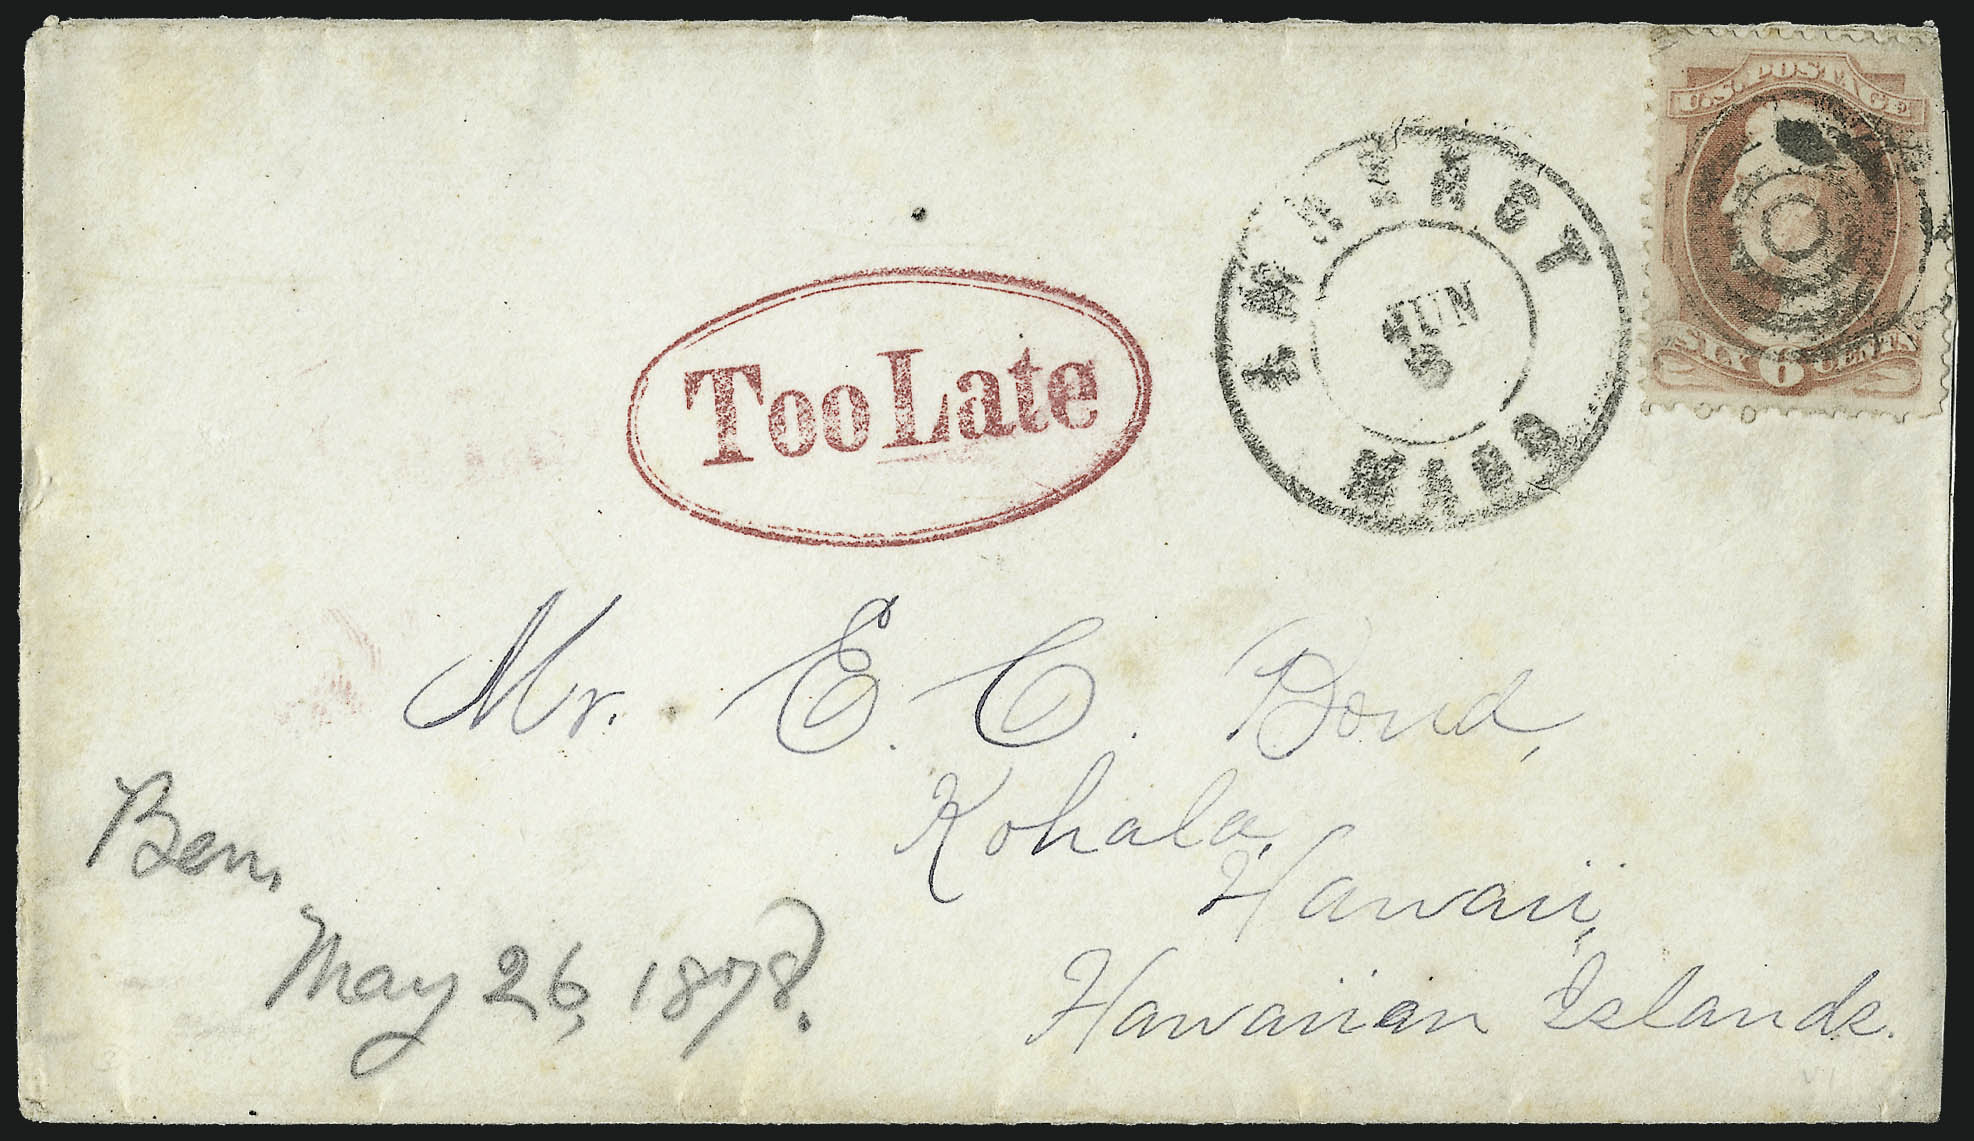 U.S. POSTAGE
SIX 6 CENTS
AMHERST
JUN
MASS
Too Late
Mr. E. C. Bond,
Kohala,
Hawaii,
Hawaiian Islands.
Ben.
May 26, 1878.